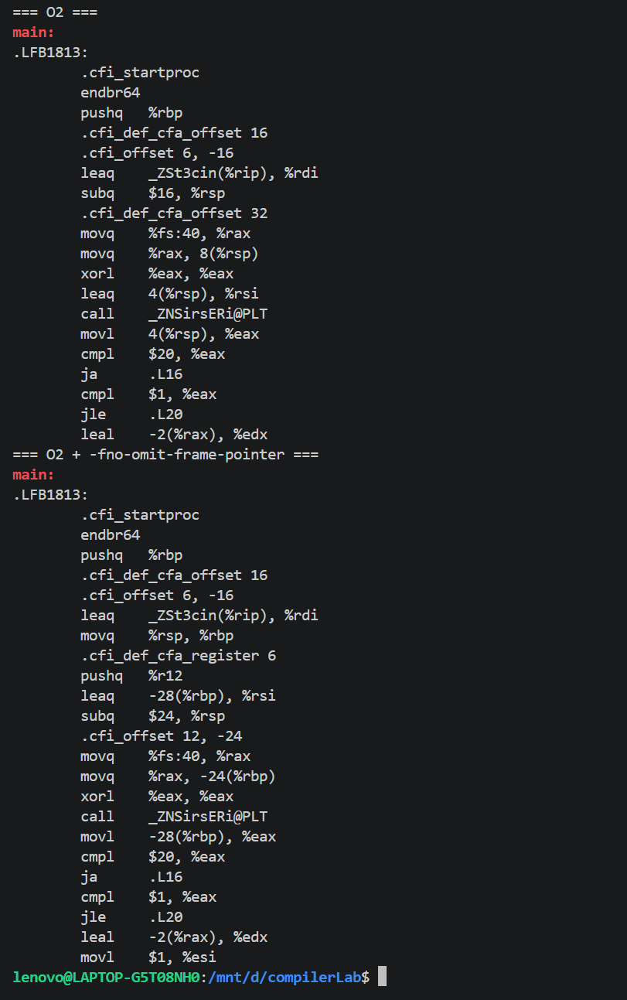 === O2 ===
main:
.LFB1813:
        .cfi_startproc
        endbr64
        pushq   %rbp
        .cfi_def_cfa_offset 16
        .cfi_offset 6, -16
        leaq    _ZSt3cin(%rip), %rdi
        subq    $16, %rsp
        .cfi_def_cfa_offset 32
        movq    %fs:40, %rax
        movq    %rax, 8(%rsp)
        xorl    %eax, %eax
        leaq    4(%rsp), %rsi
        call    _ZNSirsERi@PLT
        movl    4(%rsp), %eax
        cmpl    $20, %eax
        ja      .L16
        cmpl    $1, %eax
        jle     .L20
        leal    -2(%rax), %edx
=== O2 + -fno-omit-frame-pointer ===
main:
.LFB1813:
        .cfi_startproc
        endbr64
        pushq   %rbp
        .cfi_def_cfa_offset 16
        .cfi_offset 6, -16
        leaq    _ZSt3cin(%rip), %rdi
        movq    %rsp, %rbp
        .cfi_def_cfa_register 6
        pushq   %r12
        leaq    -28(%rbp), %rsi
        subq    $24, %rsp
        .cfi_offset 12, -24
        movq    %fs:40, %rax
        movq    %rax, -24(%rbp)
        xorl    %eax, %eax
        call    _ZNSirsERi@PLT
        movl    -28(%rbp), %eax
        cmpl    $20, %eax
        ja      .L16
        cmpl    $1, %eax
        jle     .L20
        leal    -2(%rax), %edx
        movl    $1, %esi
lenovo@LAPTOP-G5T08NH0:/mnt/d/compilerLab$